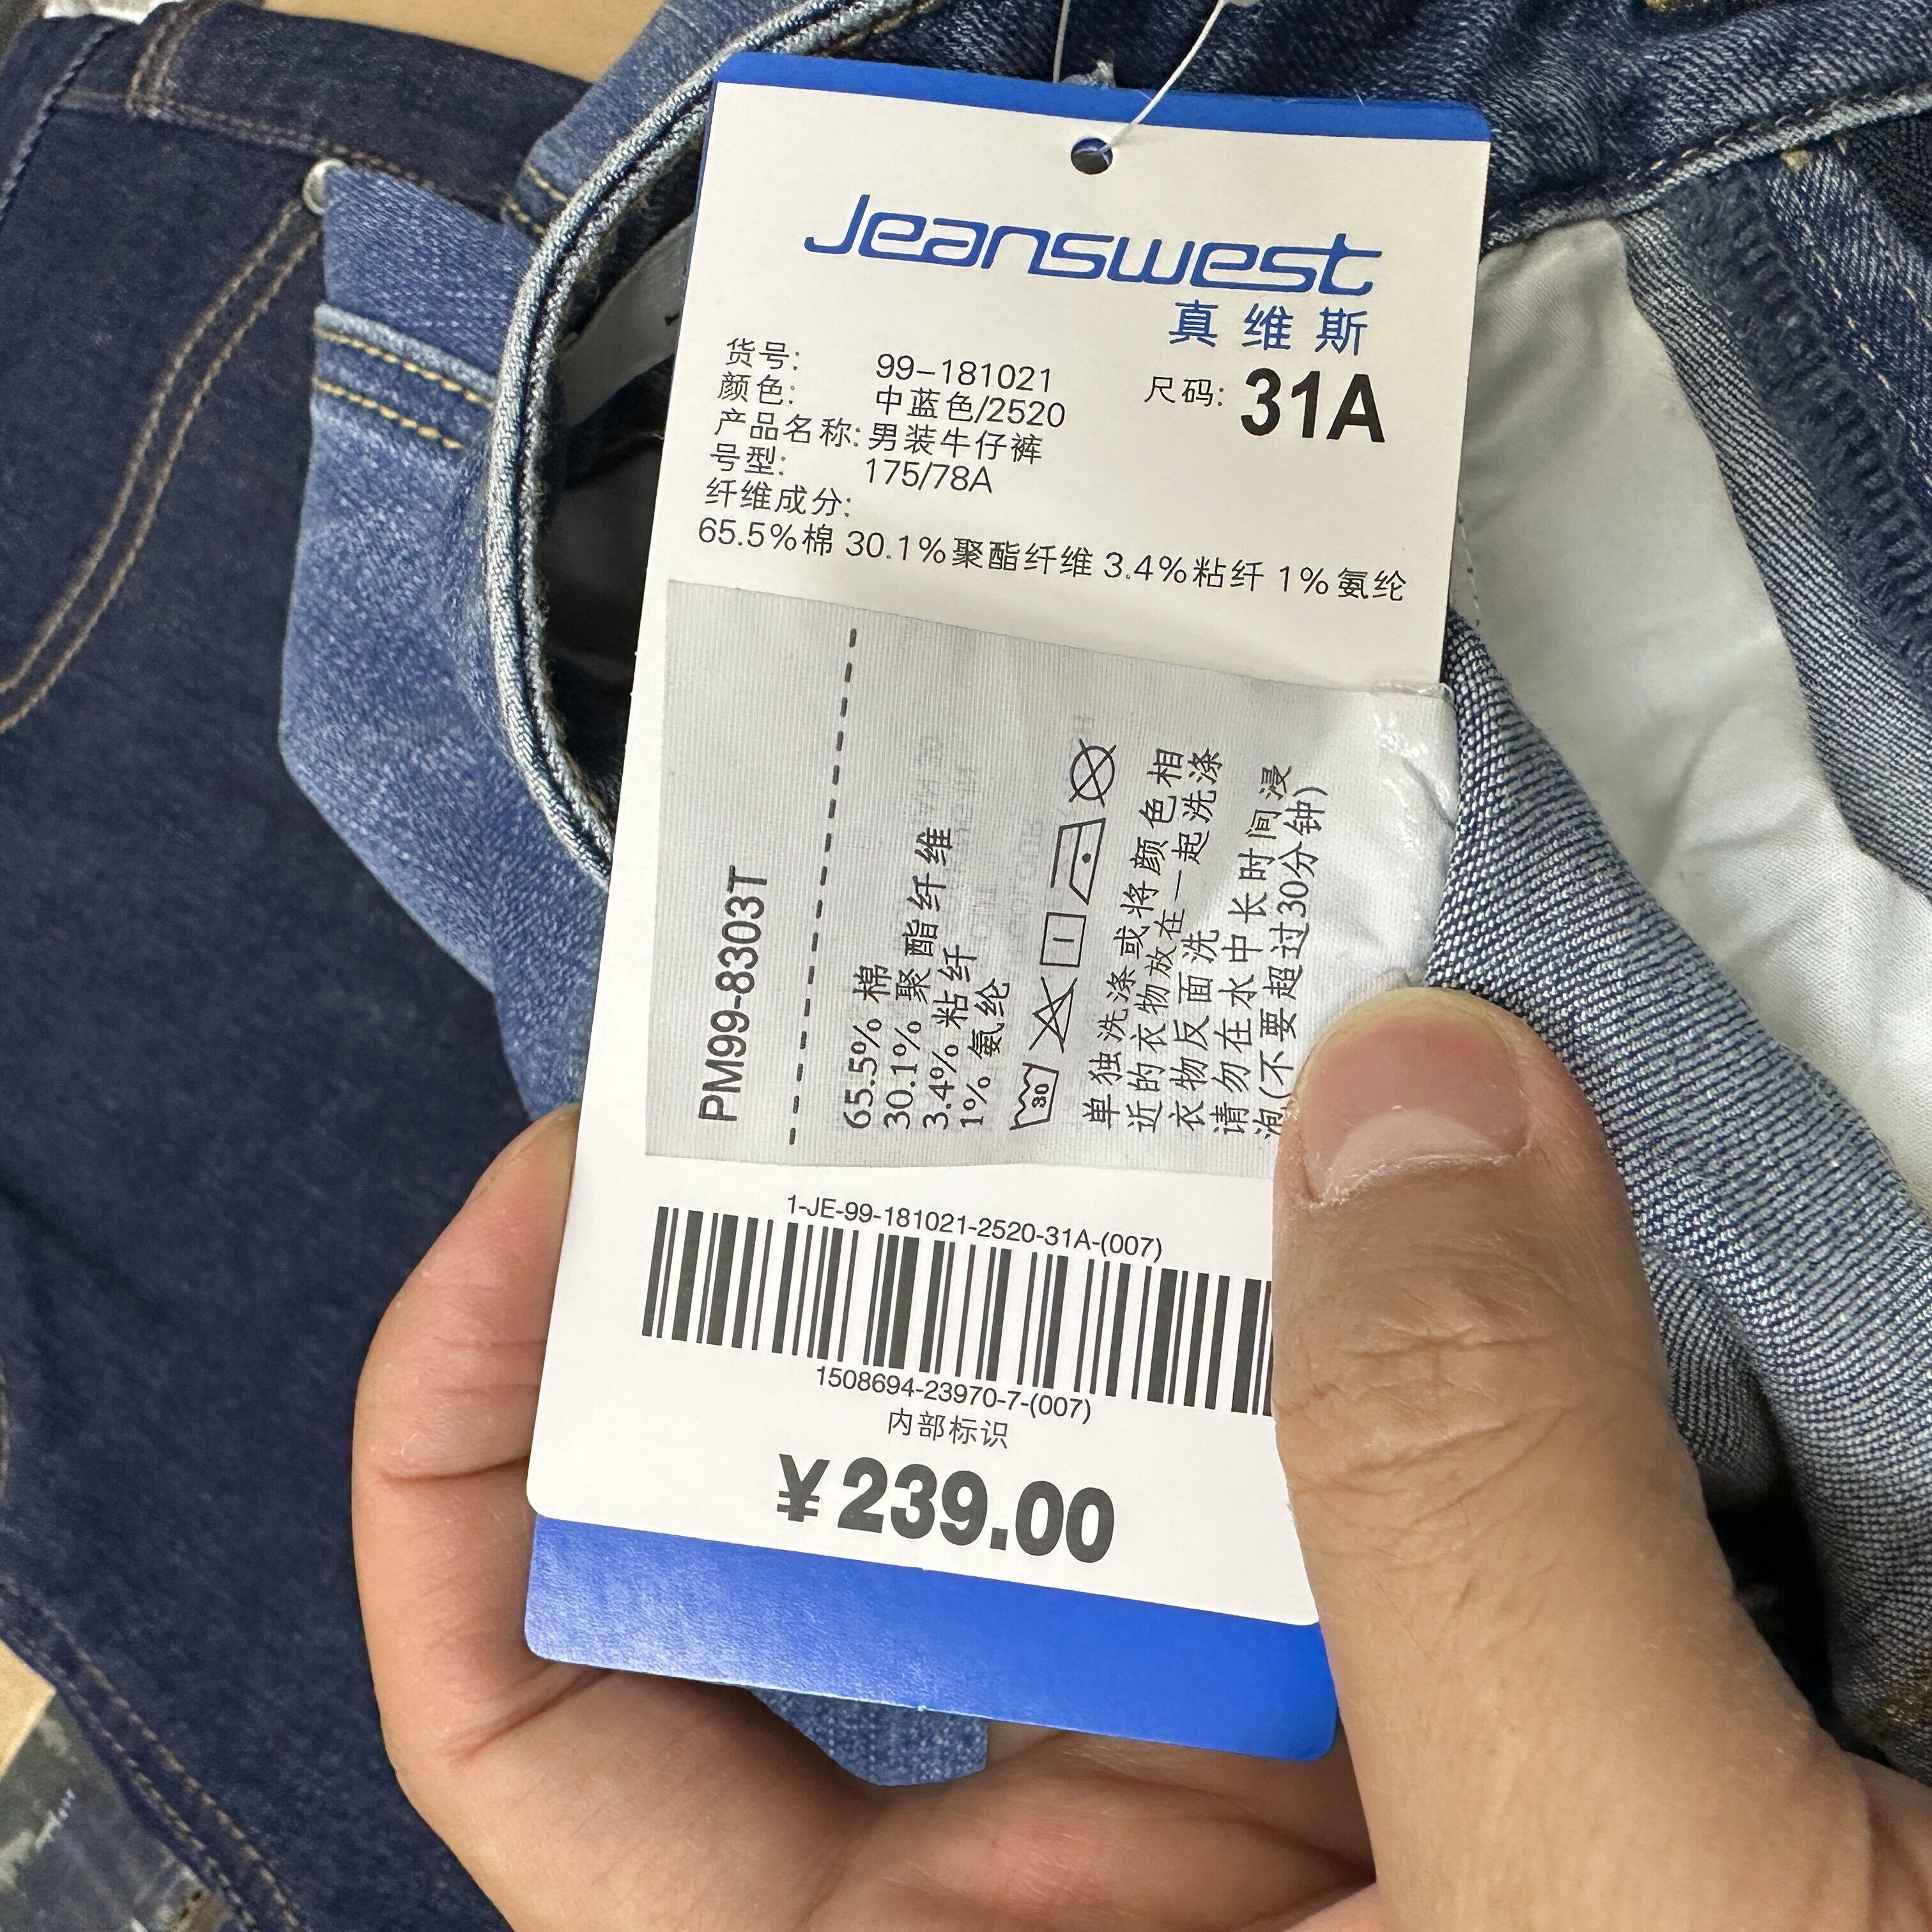 Jeanswest
真维斯
货号: 99-181021
尺码: 31A
颜色: 中蓝色/2520
产品名称: 男装牛仔裤
号型: 175/78A
纤维成分:
65.5%棉 30.1%聚酯纤维 3.4%粘纤 1%氨纶
PM99-8303T
65.5% 棉
30.1% 聚酯纤维
3.4% 粘纤
1% 氨纶
30
单独洗涤或将颜色相
近的衣物放在一起洗涤
衣物反面洗
请勿在水中长时间浸
泡(不要超过30分钟)
1-JE-99-181021-2520-31A-(007)
1508694-23970-7-(007)
内部标识
¥239.00